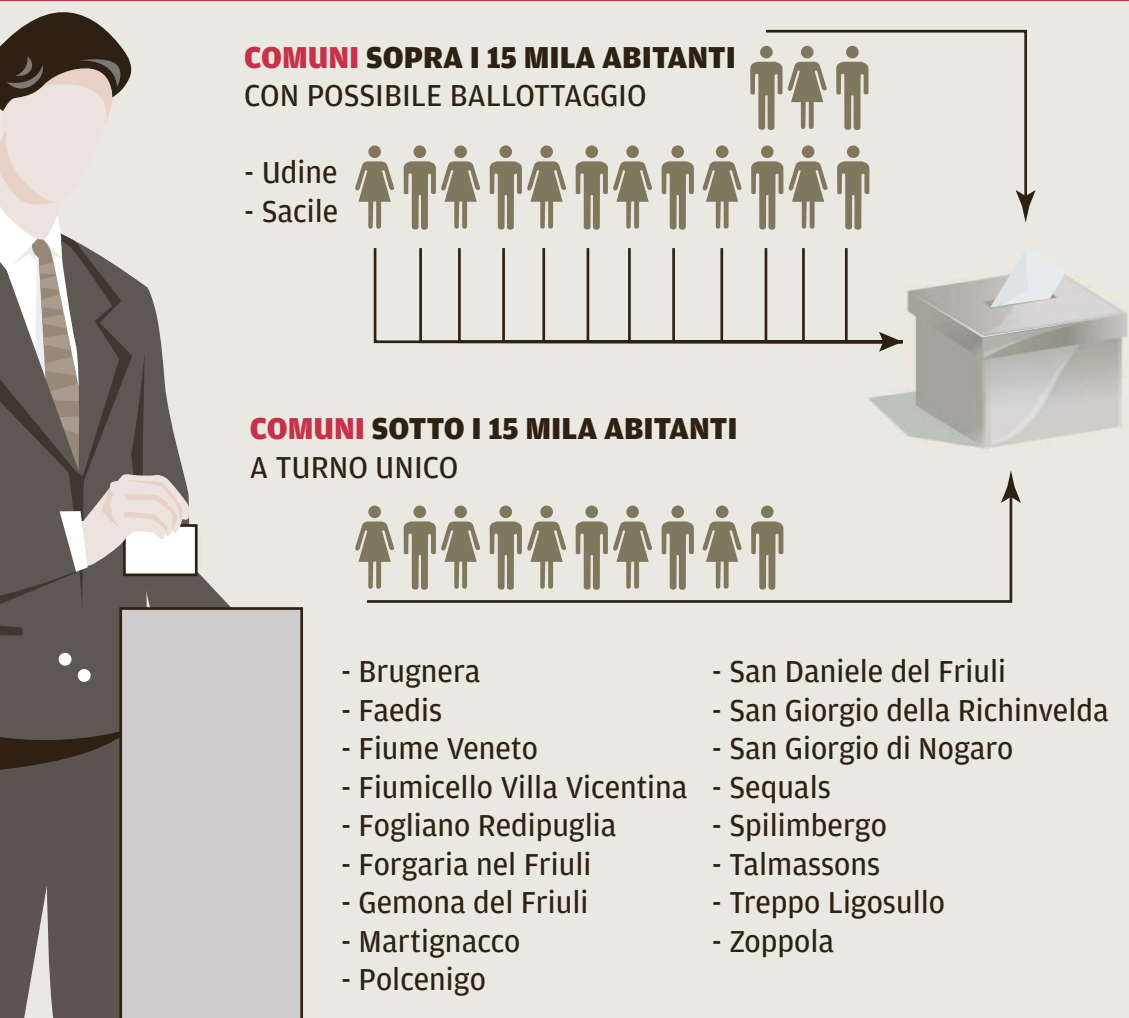 COMUNI SOPRA I 15 MILA ABITANTI
CON POSSIBILE BALLOTTAGGIO
- Udine
- Sacile
COMUNI SOTTO I 15 MILA ABITANTI
A TURNO UNICO
- Brugnera
- Faedis
- Fiume Veneto
- Fiumicello Villa Vicentina
- Fogliano Redipuglia
- Forgaria nel Friuli
- Gemona del Friuli
- Martignacco
- Polcenigo
- San Daniele del Friuli
- San Giorgio della Richinvelda
- San Giorgio di Nogaro
- Sequals
- Spilimbergo
- Talmassons
- Treppo Ligosullo
- Zoppola